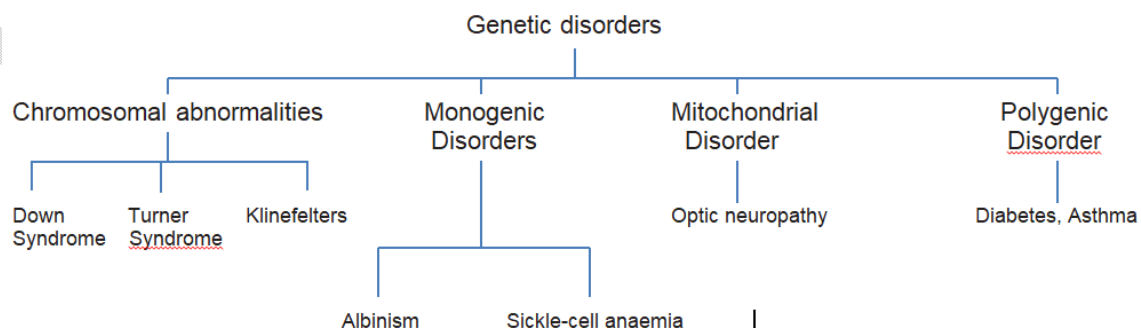 Genetic disorders
Chromosomal abnormalities
Monogenic
Disorders
Mitochondrial
Disorder
Polygenic
Disorder
Down
Syndrome
Turner
Syndrome
Klinefelters
Optic neuropathy
Diabetes, Asthma
Albinism
Sickle-cell anaemia